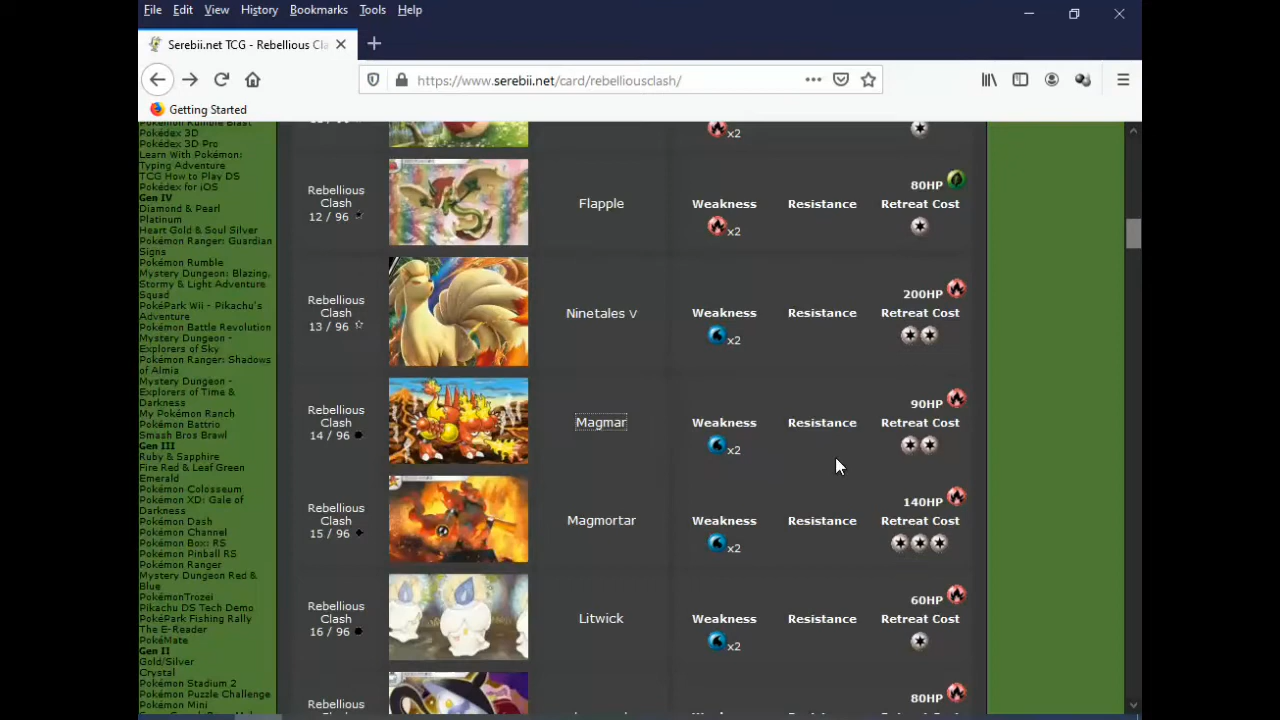 File Edit View History Bookmarks Tools Help
Serebii.net TCG - Rebellious Cla
https://www.serebii.net/card/rebelliousclash/
Getting Started
Pokémon Rumble Blast
Pokédex 3D
Pokédex 3D Pro
Learn With Pokémon:
Typing Adventure
TCG How to Play DS
Pokédex for iOS
Gen IV
Diamond & Pearl
Platinum
Heart Gold & Soul Silver
Pokémon Ranger: Guardian
Signs
Pokémon Rumble
Mystery Dungeon: Blazing,
Stormy & Light Adventure
Squad
PokéPark Wii - Pikachu's
Adventure
Pokémon Battle Revolution
Mystery Dungeon -
Explorers of Sky
Pokémon Ranger: Shadows
of Almia
Mystery Dungeon -
Explorers of Time &
Darkness
My Pokémon Ranch
Pokémon Battrio
Smash Bros Brawl
Gen III
Ruby & Sapphire
Fire Red & Leaf Green
Emerald
Pokémon Colosseum
Pokémon XD: Gale of
Darkness
Pokémon Dash
Pokémon Channel
Pokémon Box: RS
Pokémon Pinball RS
Pokémon Ranger
Mystery Dungeon Red &
Blue
PokémonTrozei
Pikachu DS Tech Demo
PokéPark Fishing Rally
The E-Reader
PokéMate
Gen II
Gold/Silver
Crystal
Pokémon Stadium 2
Pokémon Puzzle Challenge
Pokémon Mini
x2
Rebellious
Clash
12 / 96
Flapple
80HP
Weakness Resistance Retreat Cost
x2
Rebellious
Clash
13 / 96
Ninetales V
200HP
Weakness Resistance Retreat Cost
x2
Rebellious
Clash
14 / 96
Magmar
90HP
Weakness Resistance Retreat Cost
x2
Rebellious
Clash
15 / 96
Magmortar
140HP
Weakness Resistance Retreat Cost
x2
Rebellious
Clash
16 / 96
Litwick
60HP
Weakness Resistance Retreat Cost
x2
Rebellious
80HP